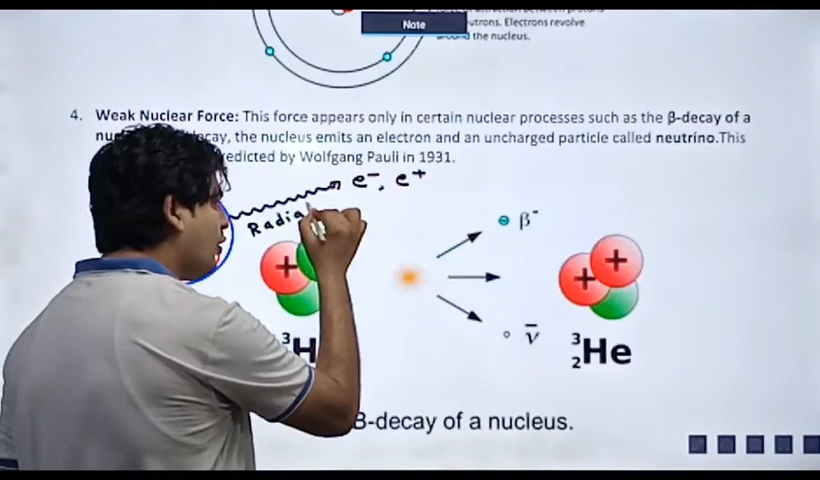 Note
utrons. Electrons revolve
around the nucleus.
4. Weak Nuclear Force: This force appears only in certain nuclear processes such as the β-decay of a
nu ecay, the nucleus emits an electron and an uncharged particle called neutrino.This
redicted by Wolfgang Pauli in 1931.
e⁻, e⁺
Radia
β⁻
+ + +
ν̄
³H ³₂He
β-decay of a nucleus.